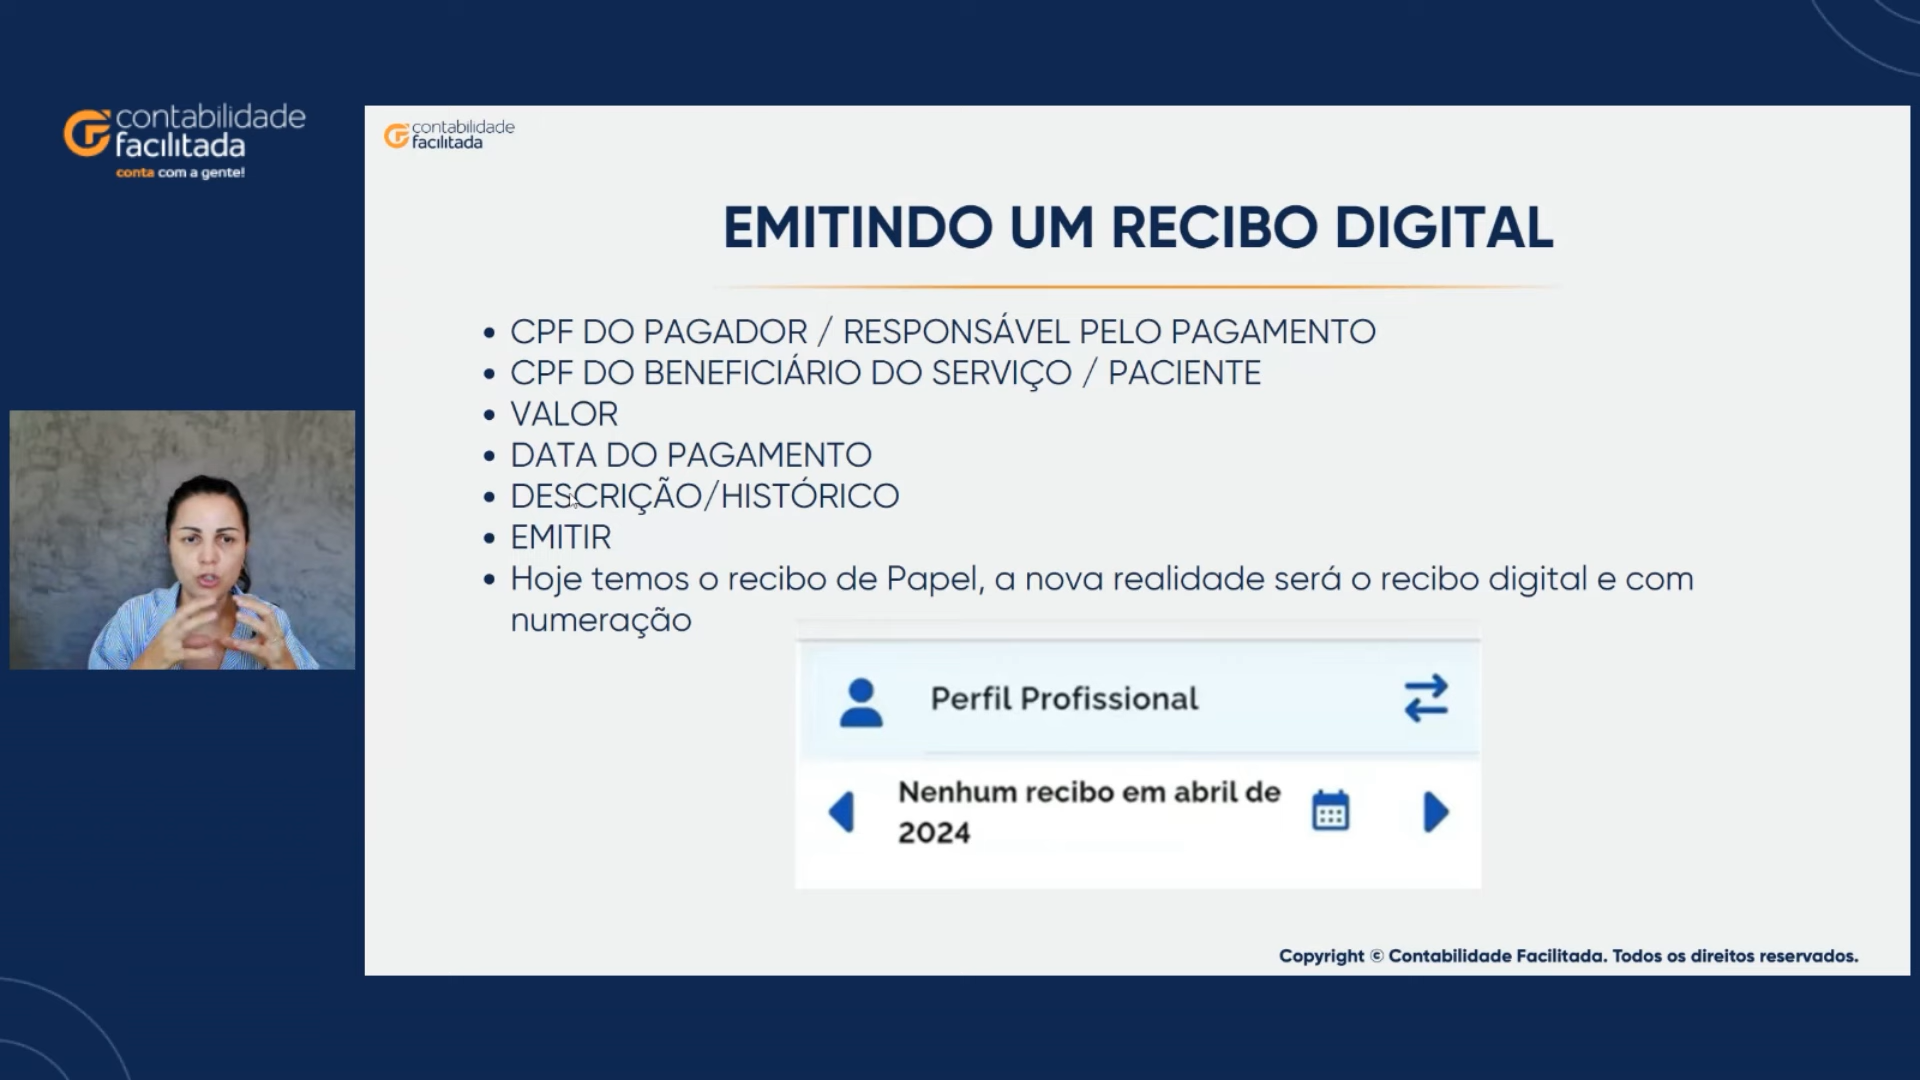 contabilidade
facilitada
conta com a gente!
contabilidade
facilitada
EMITINDO UM RECIBO DIGITAL
• CPF DO PAGADOR / RESPONSÁVEL PELO PAGAMENTO
• CPF DO BENEFICIÁRIO DO SERVIÇO / PACIENTE
• VALOR
• DATA DO PAGAMENTO
• DESCRIÇÃO/HISTÓRICO
• EMITIR
• Hoje temos o recibo de Papel, a nova realidade será o recibo digital e com
numeração
Perfil Profissional
Nenhum recibo em abril de
2024
Copyright © Contabilidade Facilitada. Todos os direitos reservados.